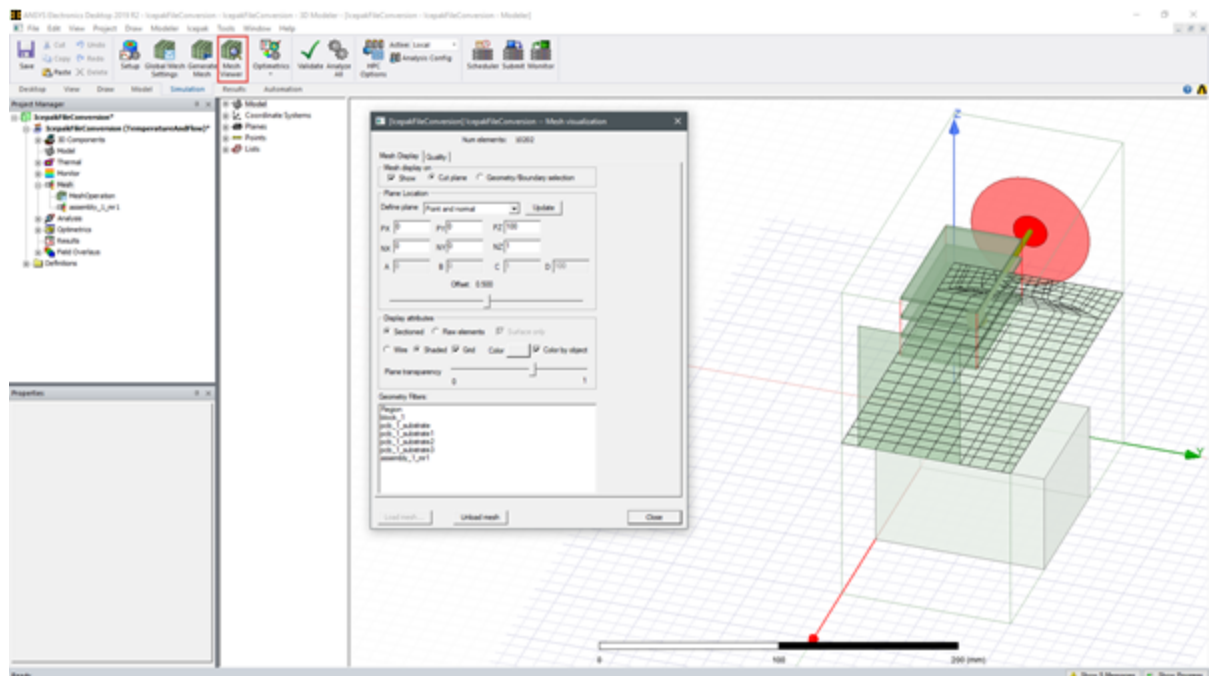 ANSYS Electronics Desktop 2019 R2 - IcepakFileConversion - IcepakFileConversion - 3D Modeler - [IcepakFileConversion - IcepakFileConversion - Modeler]
File Edit View Project Draw Modeler Icepak Tools Window Help
Save
Cut Undo
Copy Redo
Paste Delete
Setup Global Mesh Settings Generate Mesh Mesh Viewer Optimetrics Validate Analyze All HPC Options
Active: Local
Analysis Config
Scheduler Submit Monitor
Desktop View Draw Model Simulation Results Automation
Project Manager
IcepakFileConversion*
IcepakFileConversion (TemperatureAndFlow)*
3D Components
Model
Thermal
Monitor
Mesh
MeshOperation
assembly_1_mr1
Analysis
Optimetrics
Results
Field Overlays
Definitions
Properties
Model
Coordinate Systems
Planes
Points
Lists
[IcepakFileConversion] IcepakFileConversion -- Mesh visualization
Num elements:
Mesh Display Quality
Mesh display on
Show Cut plane Geometry/Boundary selection
Plane Location
Define plane Point and normal Update
PX 0 PY 0 PZ 100
NX 0 NY 0 NZ 1
A 0 B 0 C 1 D 100
Offset: 0.500
Display attributes
Sectioned Raw elements Surface only
Wire Shaded Grid Color Color by object
Plane transparency
0 1
Geometry Filters:
Region
block_1
pcb_1_substrate
pcb_1_substrate1
pcb_1_substrate2
pcb_1_substrate3
assembly_1_mr1
Load mesh... Unload mesh Close
Z
Y
0 100 200 (mm)
Ready
Show Progress